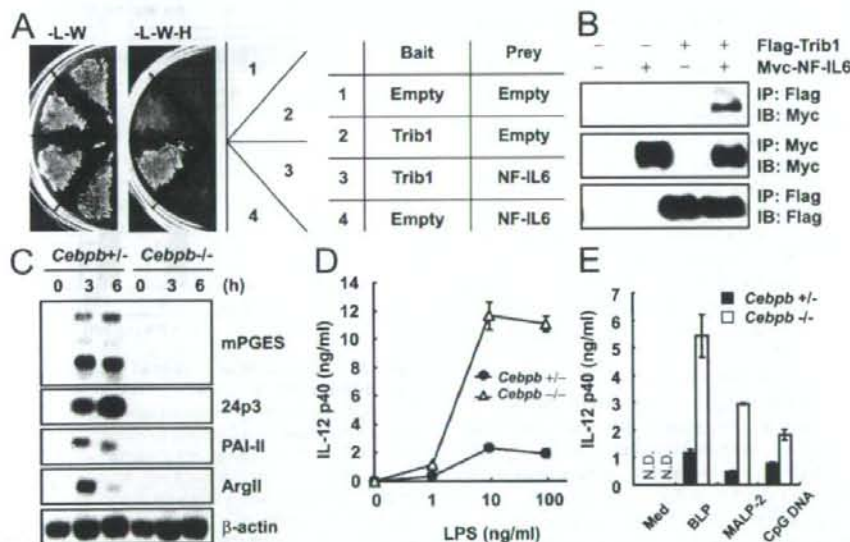 A
-L-W
-L-W-H
1
2
3
4
Bait
Prey
1 Empty Empty
2 Trib1 Empty
3 Trib1 NF-IL6
4 Empty NF-IL6
B
− − + + Flag-Trib1
− + − + Mvc-NF-IL6
IP: Flag
IB: Myc
IP: Myc
IB: Myc
IP: Flag
IB: Flag
C
Cebpb+/- Cebpb-/-
0 3 6 0 3 6 (h)
mPGES
24p3
PAI-II
ArgiI
β-actin
D
IL-12 p40 (ng/ml)
14
12
10
8
6
4
2
0
Cebpb +/−
Cebpb −/−
0 1 10 100
LPS (ng/ml)
E
IL-12 p40 (ng/ml)
7
6
5
4
3
2
1
0
Cebpb +/-
Cebpb -/-
N.D.
N.D.
Med
BLP
MALP-2
CpG DNA